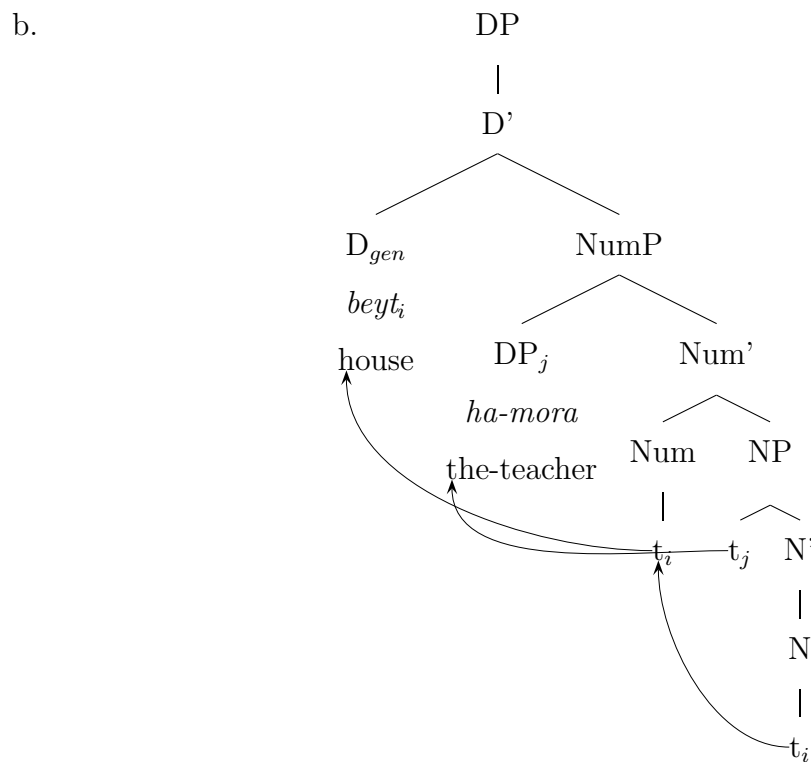 b.
DP
D’
D_gen NumP
beyt_i
house DP_j Num’
ha-mora
the-teacher Num NP
t_i t_j N’
N
t_i